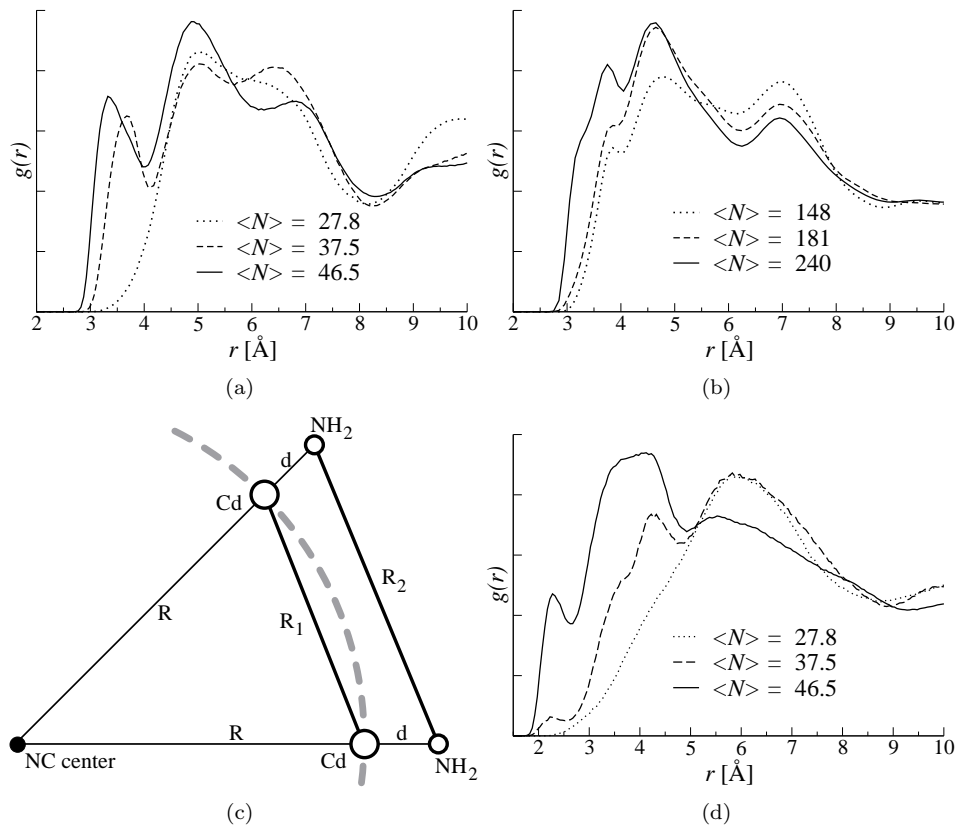 g(r)
<N> = 27.8
<N> = 37.5
<N> = 46.5
2 3 4 5 6 7 8 9 10
r [Å]
(a)
g(r)
<N> = 148
<N> = 181
<N> = 240
2 3 4 5 6 7 8 9 10
r [Å]
(b)
NH2
d
Cd
R2
R
R1
R
d
NC center
Cd
NH2
(c)
g(r)
<N> = 27.8
<N> = 37.5
<N> = 46.5
2 3 4 5 6 7 8 9 10
r [Å]
(d)